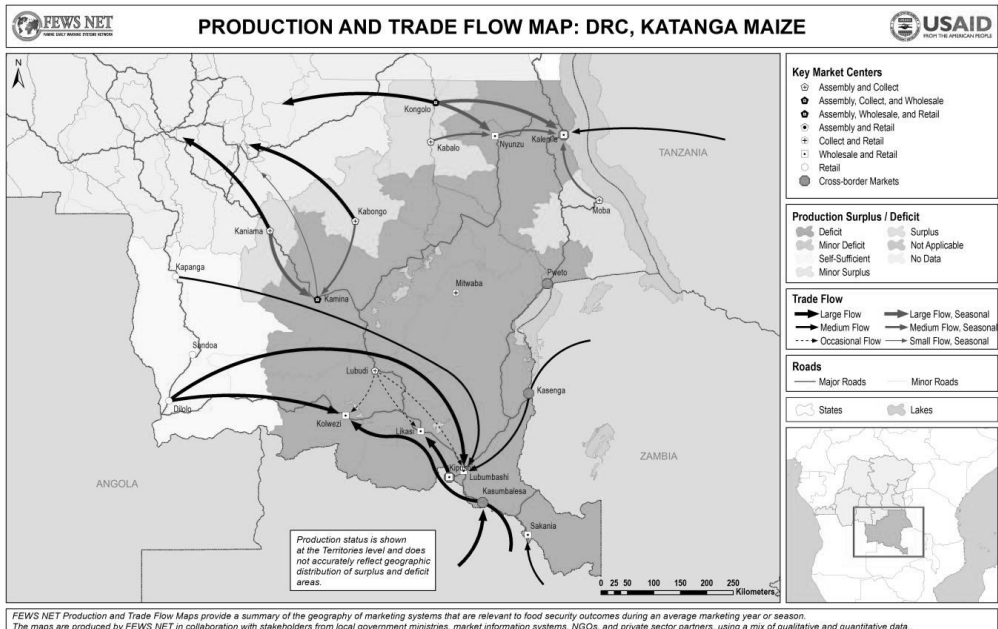 FEWS NET
FAMINE EARLY WARNING SYSTEMS NETWORK
PRODUCTION AND TRADE FLOW MAP: DRC, KATANGA MAIZE
USAID
FROM THE AMERICAN PEOPLE
N
Kongolo
Kabalo
Nyunzu
Kalemie
TANZANIA
Moba
Kabongo
Kaniama
Kapanga
Kamina
Mitwaba
Pweto
Sandoa
Lubudi
Kasenga
Dilolo
Kolwezi
Likasi
Kipushi
Lubumbashi
ZAMBIA
ANGOLA
Kasumbalesa
Sakania
Production status is shown
at the Territories level and does
not accurately reflect geographic
distribution of surplus and deficit
areas.
0 25 50 100 150 200 250
Kilometers
Key Market Centers
Assembly and Collect
Assembly, Collect, and Wholesale
Assembly, Wholesale, and Retail
Assembly and Retail
Collect and Retail
Wholesale and Retail
Retail
Cross-border Markets
Production Surplus / Deficit
Deficit
Surplus
Minor Deficit
Not Applicable
Self-Sufficient
No Data
Minor Surplus
Trade Flow
Large Flow
Large Flow, Seasonal
Medium Flow
Medium Flow, Seasonal
Occasional Flow
Small Flow, Seasonal
Roads
Major Roads
Minor Roads
States
Lakes
FEWS NET Production and Trade Flow Maps provide a summary of the geography of marketing systems that are relevant to food security outcomes during an average marketing year or season.
The maps are produced by FEWS NET in collaboration with stakeholders from local government ministries, market information systems, NGOs, and private sector partners, using a mix of qualitative and quantitative data.